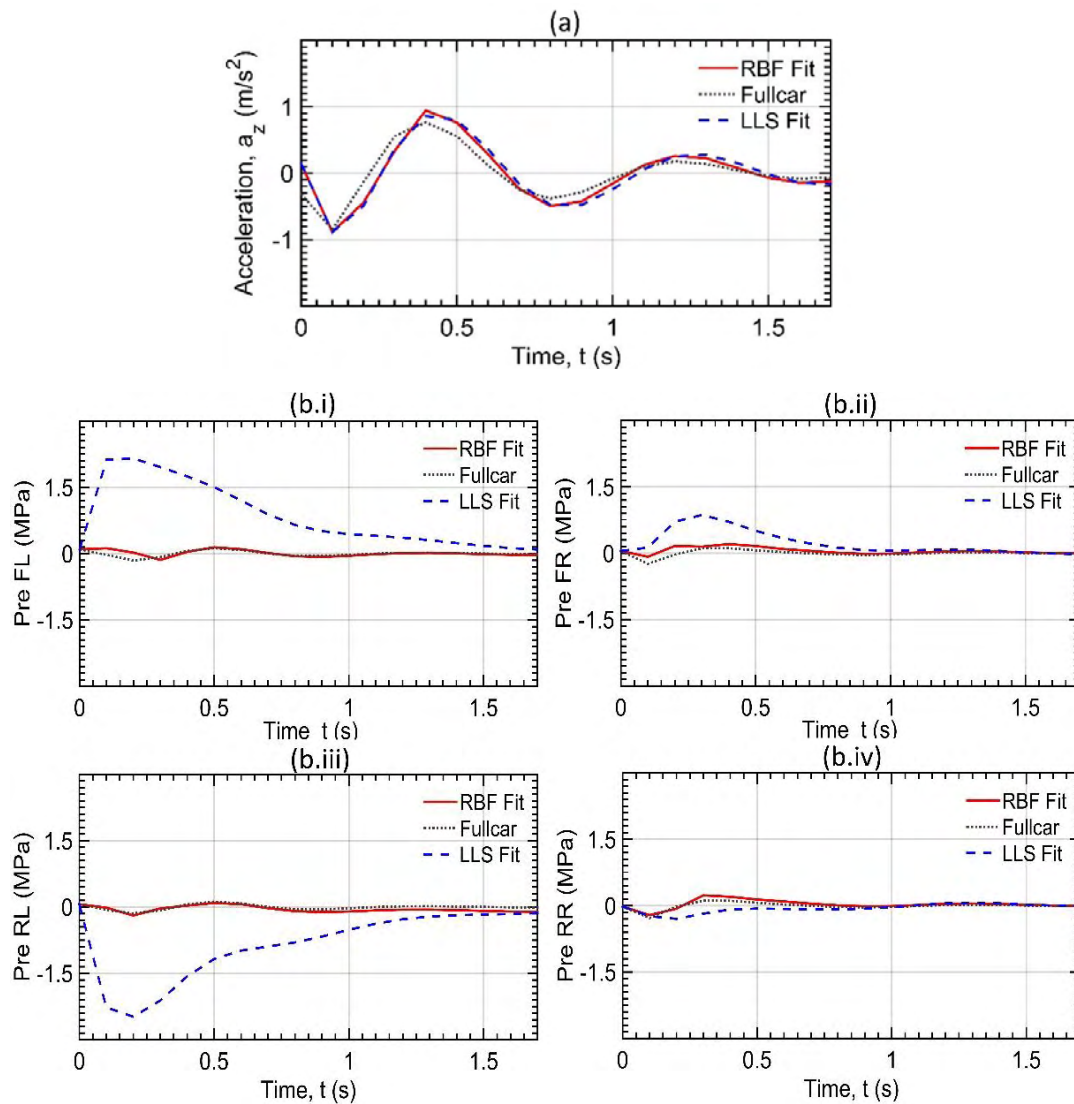 (a)
RBF Fit
Fullcar
LLS Fit
Acceleration, a_z (m/s²)
1
0
-1
0 0.5 1 1.5
Time, t (s)
(b.i)
RBF Fit
Fullcar
LLS Fit
Pre FL (MPa)
1.5
0
-1.5
0 0.5 1 1.5
Time, t (s)
(b.ii)
RBF Fit
Fullcar
LLS Fit
Pre FR (MPa)
1.5
0
-1.5
0 0.5 1 1.5
Time, t (s)
(b.iii)
RBF Fit
Fullcar
LLS Fit
Pre RL (MPa)
1.5
0
-1.5
0 0.5 1 1.5
Time, t (s)
(b.iv)
RBF Fit
Fullcar
LLS Fit
Pre RR (MPa)
1.5
0
-1.5
0 0.5 1 1.5
Time, t (s)